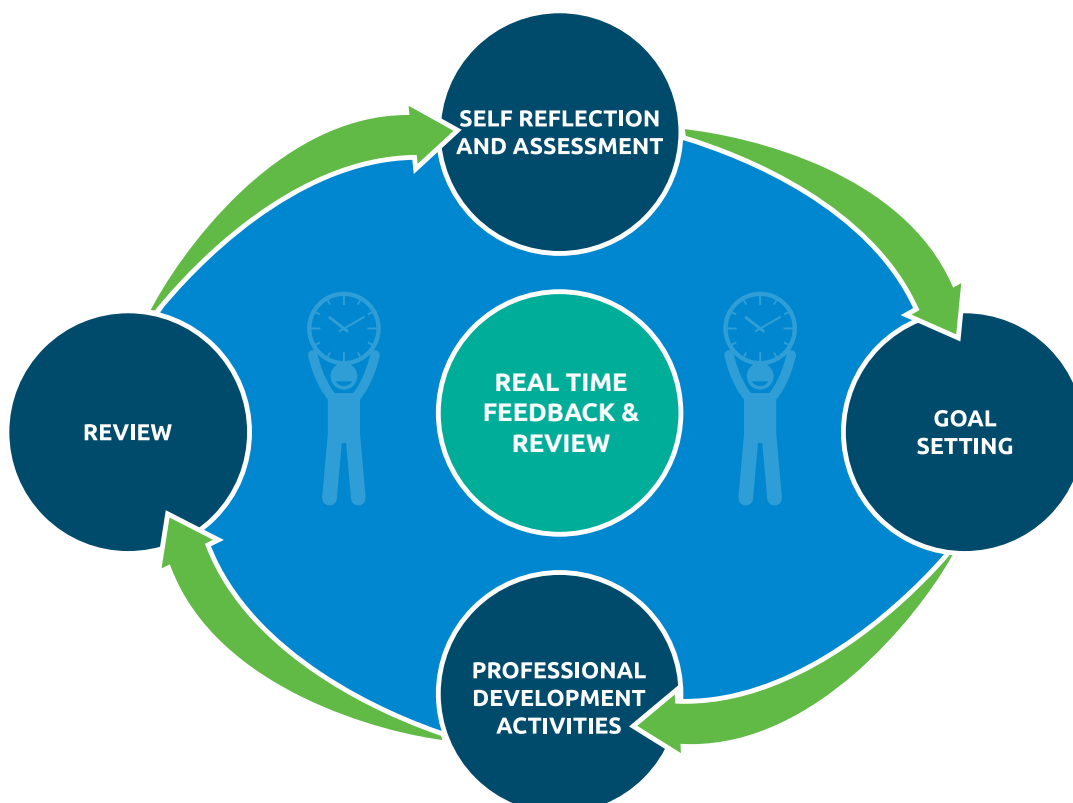 SELF REFLECTION
AND ASSESSMENT
REAL TIME
FEEDBACK &
REVIEW
REVIEW
GOAL
SETTING
PROFESSIONAL
DEVELOPMENT
ACTIVITIES